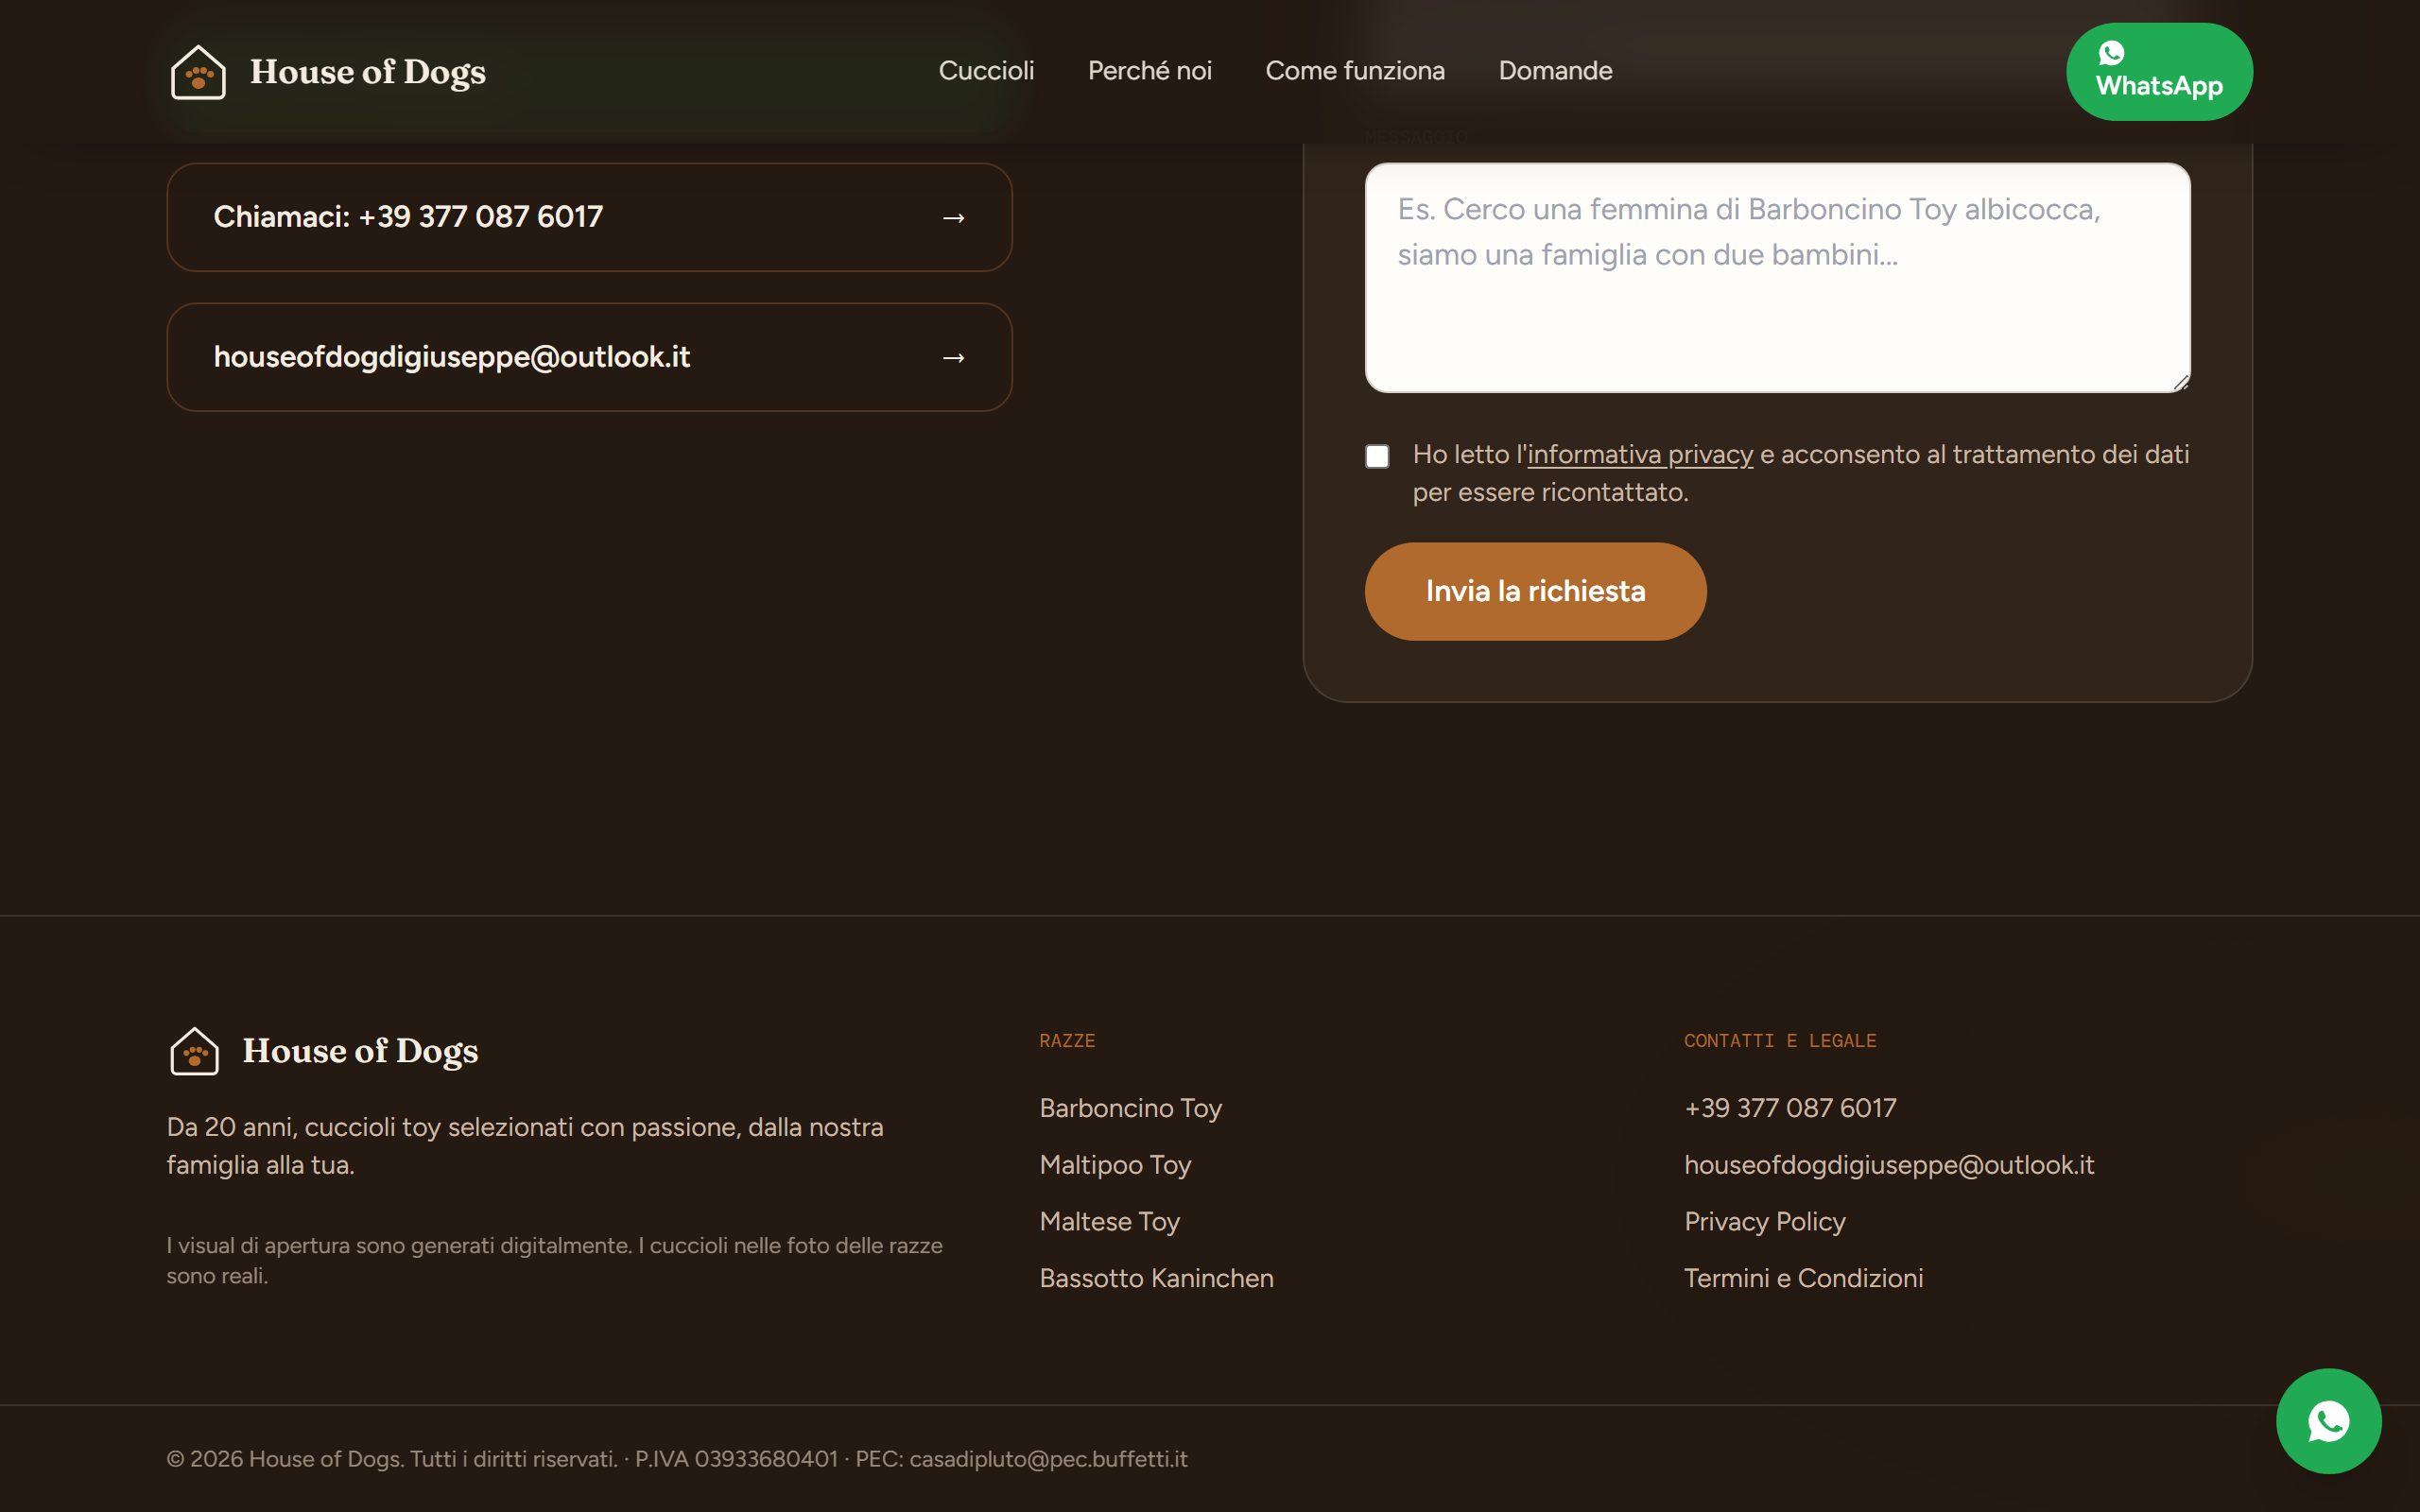 House of Dogs
Cuccioli
Perché noi
Come funziona
Domande
WhatsApp
Chiamaci: +39 377 087 6017 →
houseofdogdigiuseppe@outlook.it →
MESSAGGIO
Es. Cerco una femmina di Barboncino Toy albicocca,
siamo una famiglia con due bambini...
Ho letto l'informativa privacy e acconsento al trattamento dei dati
per essere ricontattato.
Invia la richiesta
House of Dogs
Da 20 anni, cuccioli toy selezionati con passione, dalla nostra
famiglia alla tua.
I visual di apertura sono generati digitalmente. I cuccioli nelle foto delle razze
sono reali.
RAZZE
Barboncino Toy
Maltipoo Toy
Maltese Toy
Bassotto Kaninchen
CONTATTI E LEGALE
+39 377 087 6017
houseofdogdigiuseppe@outlook.it
Privacy Policy
Termini e Condizioni
© 2026 House of Dogs. Tutti i diritti riservati. · P.IVA 03933680401 · PEC: casadipluto@pec.buffetti.it